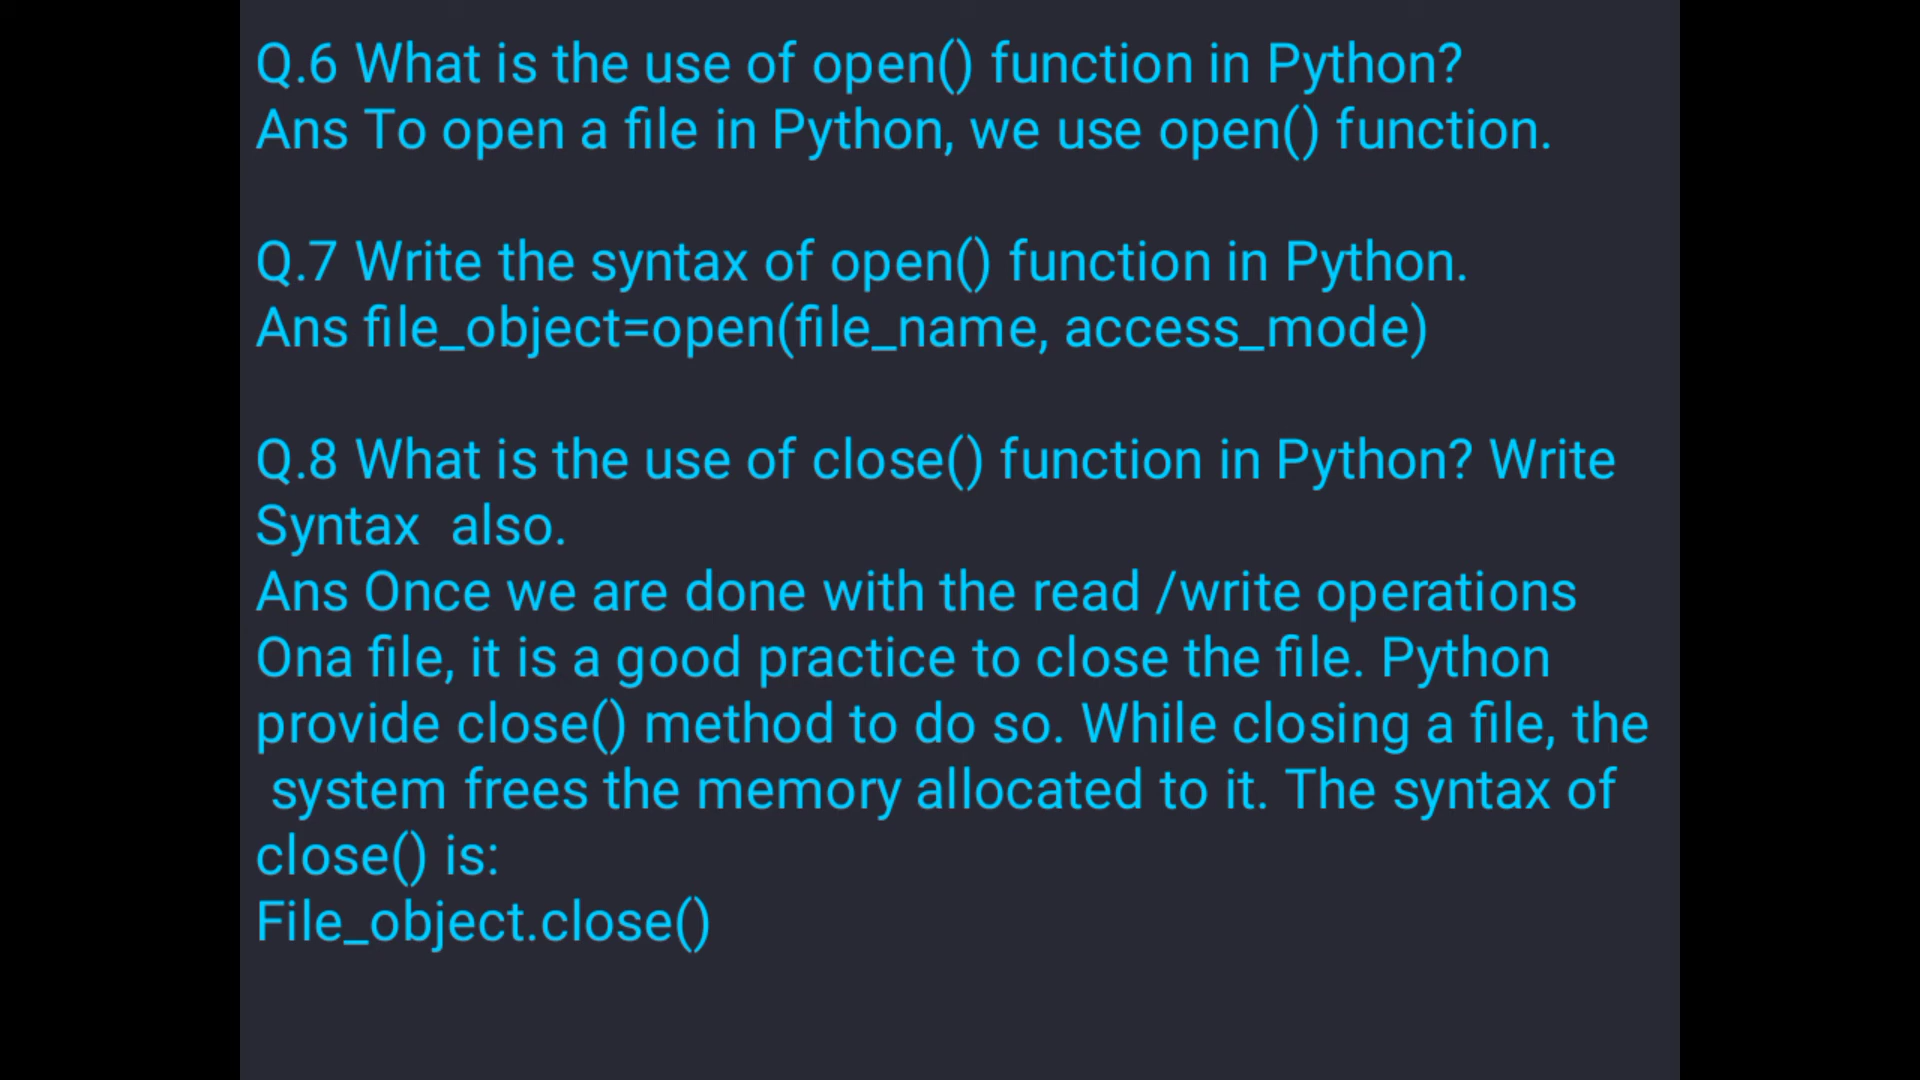 Q.6 What is the use of open() function in Python?
Ans To open a file in Python, we use open() function.
Q.7 Write the syntax of open() function in Python.
Ans file_object=open(file_name, access_mode)
Q.8 What is the use of close() function in Python? Write
Syntax  also.
Ans Once we are done with the read /write operations
Ona file, it is a good practice to close the file. Python
provide close() method to do so. While closing a file, the
system frees the memory allocated to it. The syntax of
close() is:
File_object.close()